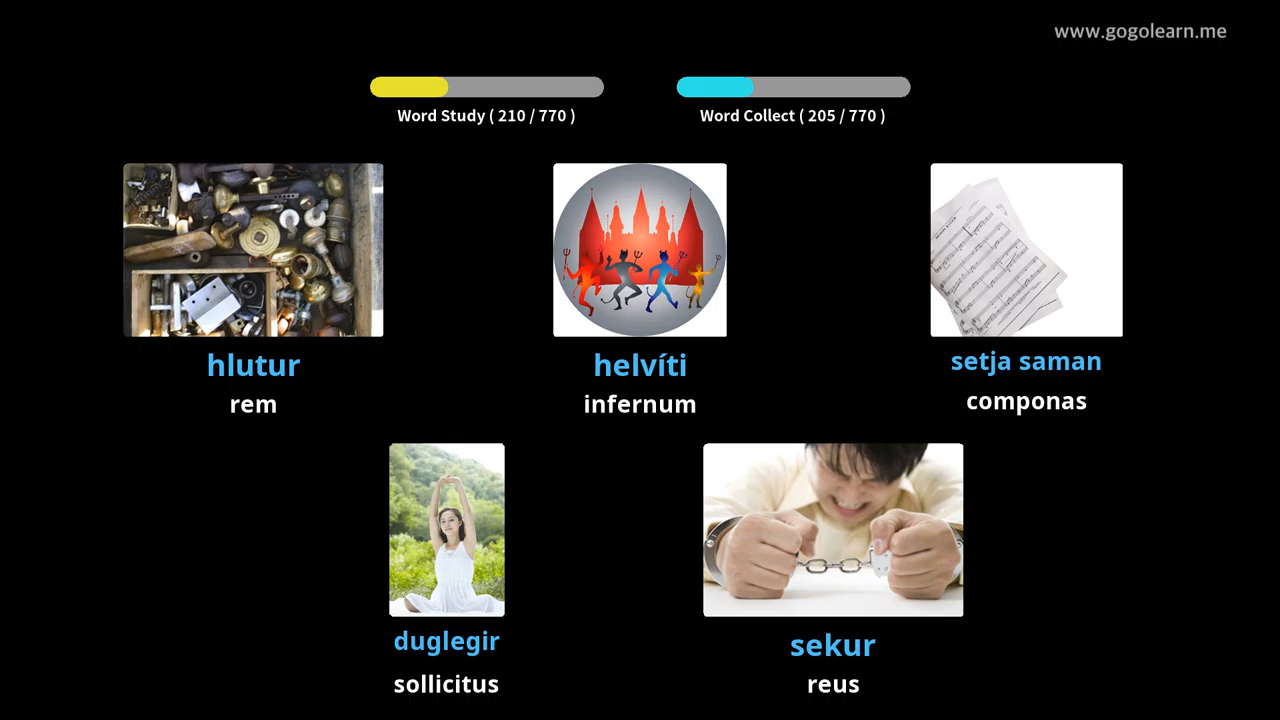 www.gogolearn.me
Word Study ( 210 / 770 )
Word Collect ( 205 / 770 )
hlutur
rem
helvíti
infernum
setja saman
componas
duglegir
sollicitus
sekur
reus